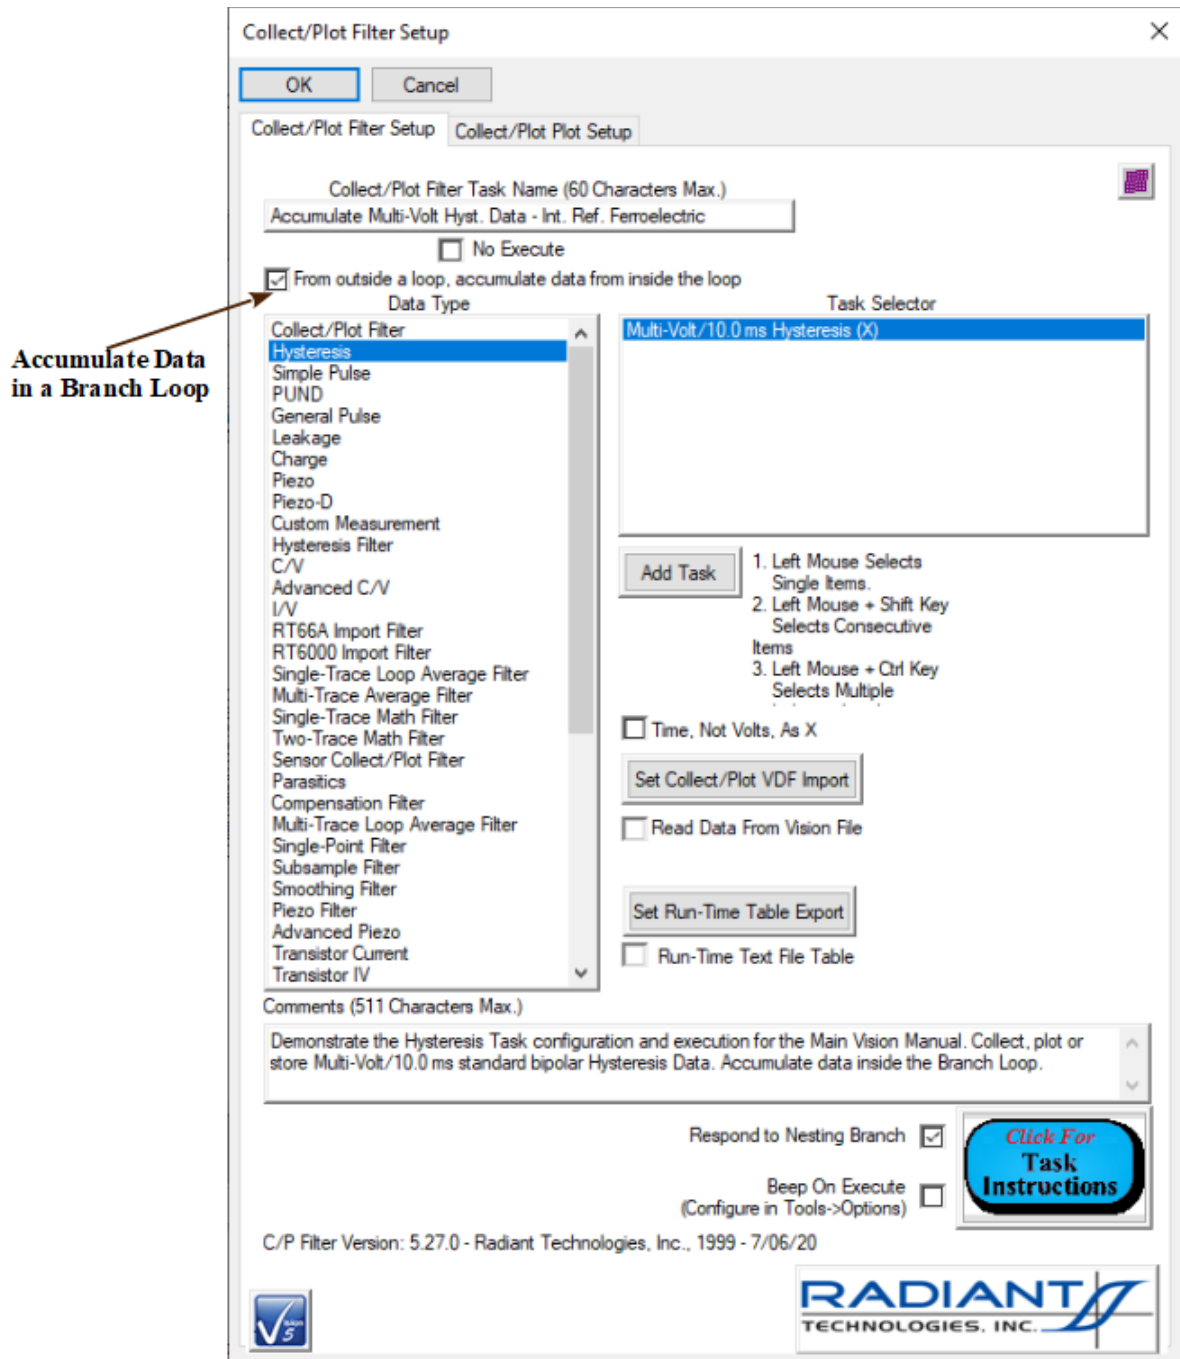 Collect/Plot Filter Setup
OK
Cancel
Collect/Plot Filter Setup
Collect/Plot Plot Setup
Collect/Plot Filter Task Name (60 Characters Max.)
Accumulate Multi-Volt Hyst. Data - Int. Ref. Ferroelectric
No Execute
From outside a loop, accumulate data from inside the loop
Accumulate Data
in a Branch Loop
Data Type
Collect/Plot Filter
Hysteresis
Simple Pulse
PUND
General Pulse
Leakage
Charge
Piezo
Piezo-D
Custom Measurement
Hysteresis Filter
C/V
Advanced C/V
I/V
RT66A Import Filter
RT6000 Import Filter
Single-Trace Loop Average Filter
Multi-Trace Average Filter
Single-Trace Math Filter
Two-Trace Math Filter
Sensor Collect/Plot Filter
Parasitics
Compensation Filter
Multi-Trace Loop Average Filter
Single-Point Filter
Subsample Filter
Smoothing Filter
Piezo Filter
Advanced Piezo
Transistor Current
Transistor IV
Task Selector
Multi-Volt/10.0 ms Hysteresis (X)
Add Task
1. Left Mouse Selects
Single Items.
2. Left Mouse + Shift Key
Selects Consecutive
Items
3. Left Mouse + Ctrl Key
Selects Multiple
Time, Not Volts, As X
Set Collect/Plot VDF Import
Read Data From Vision File
Set Run-Time Table Export
Run-Time Text File Table
Comments (511 Characters Max.)
Demonstrate the Hysteresis Task configuration and execution for the Main Vision Manual. Collect, plot or
store Multi-Volt/10.0 ms standard bipolar Hysteresis Data. Accumulate data inside the Branch Loop.
Respond to Nesting Branch
Beep On Execute
(Configure in Tools->Options)
Click For
Task
Instructions
C/P Filter Version: 5.27.0 - Radiant Technologies, Inc., 1999 - 7/06/20
Vision
5
RADIANT
TECHNOLOGIES, INC.